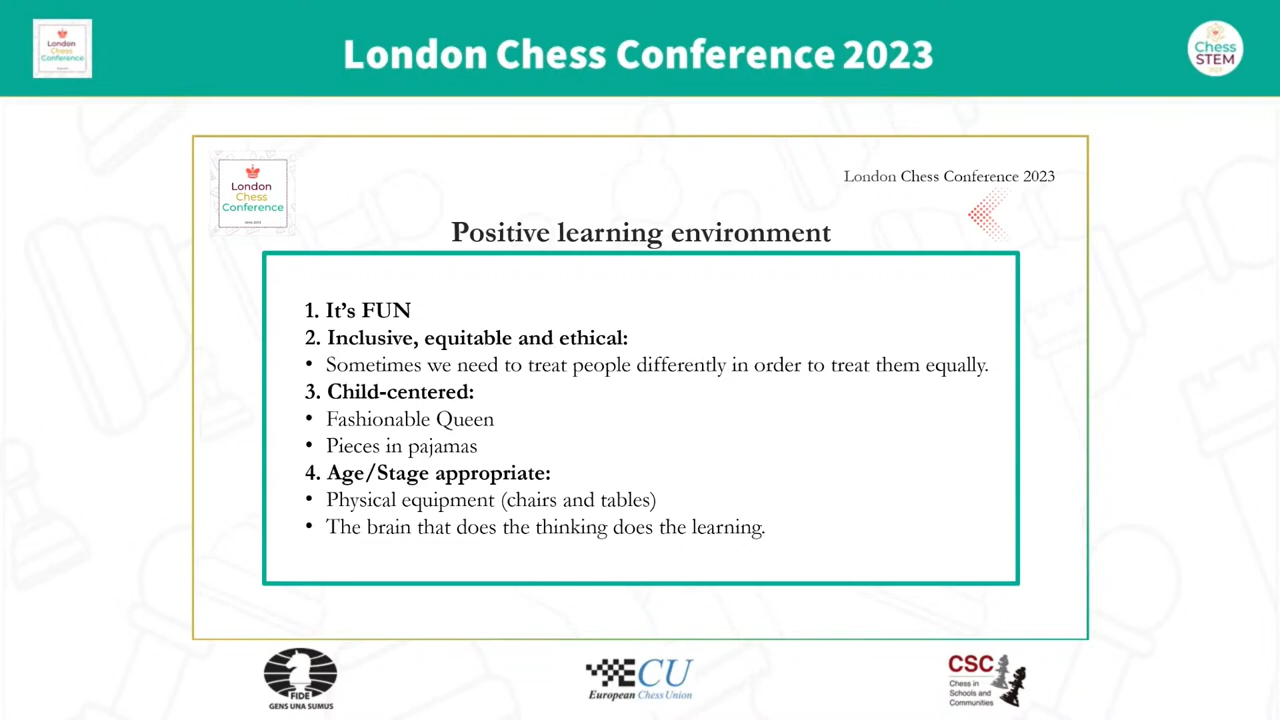 London
Chess
Conference
London Chess Conference 2023
Chess
STEM
London
Chess
Conference
London Chess Conference 2023
Positive learning environment
1. It’s FUN
2. Inclusive, equitable and ethical:
• Sometimes we need to treat people differently in order to treat them equally.
3. Child-centered:
• Fashionable Queen
• Pieces in pajamas
4. Age/Stage appropriate:
• Physical equipment (chairs and tables)
• The brain that does the thinking does the learning.
FIDE
GENS UNA SUMUS
ECU
European Chess Union
CSC
Chess in
Schools and
Communities